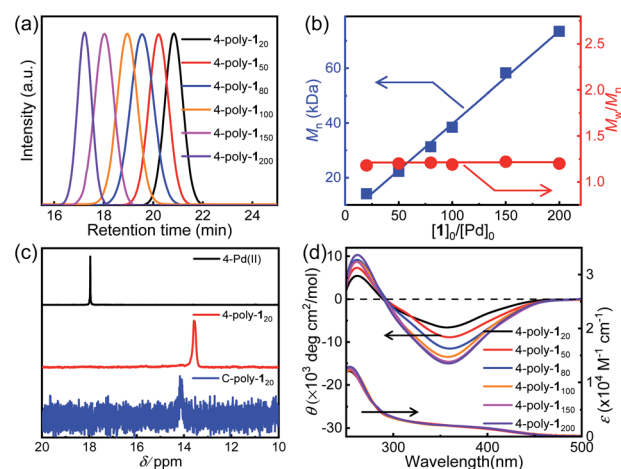 (a)
4-poly-1₂₀
4-poly-1₅₀
4-poly-1₈₀
4-poly-1₁₀₀
4-poly-1₁₅₀
4-poly-1₂₀₀
Intensity (a.u.)
16 18 20 22 24
Retention time (min)
(b)
Mₙ (kDa)
80
60
40
20
2.5
2.0
1.5
1.0
M_w/Mₙ
0 50 100 150 200
[1]₀/[Pd]₀
(c)
4-Pd(II)
4-poly-1₂₀
C-poly-1₂₀
20 18 16 14 12 10
δ/ppm
(d)
θ (×10³ deg cm²/mol)
10
0
-10
-20
-30
4-poly-1₂₀
4-poly-1₅₀
4-poly-1₈₀
4-poly-1₁₀₀
4-poly-1₁₅₀
4-poly-1₂₀₀
3
2
1
0
ε (×10⁴ M⁻¹ cm⁻¹)
300 400 500
Wavelength(nm)